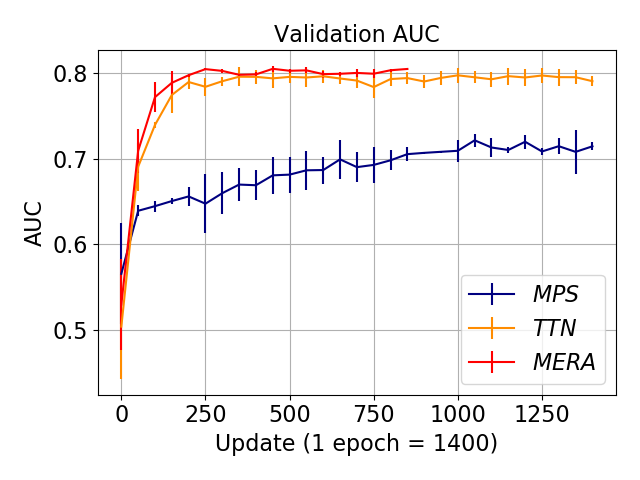 Validation AUC
AUC
0.8
0.7
0.6
0.5
0 250 500 750 1000 1250
Update (1 epoch = 1400)
MPS
TTN
MERA